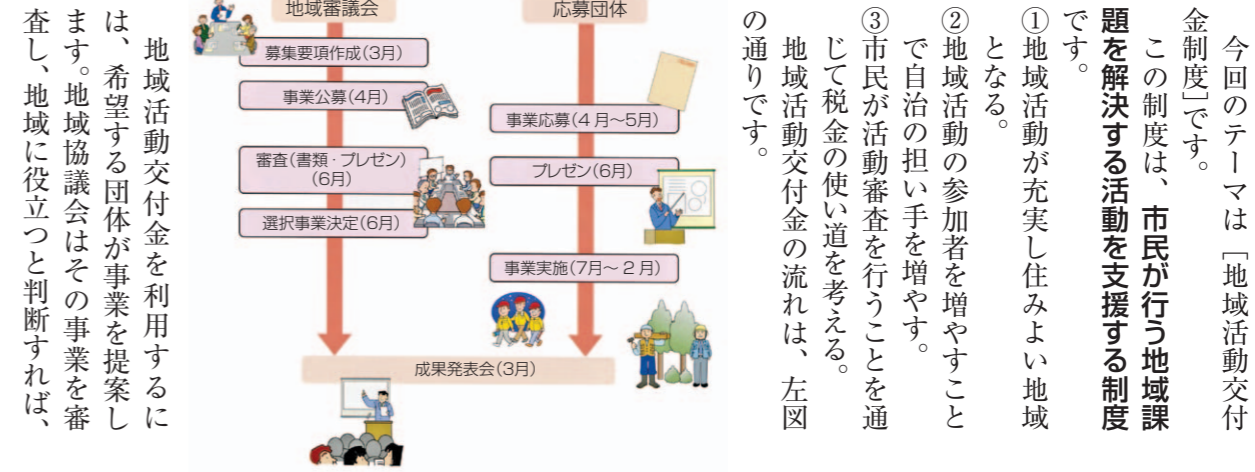 今回のテーマは[地域活動交付
金制度]です。
この制度は、市民が行う地域課
題を解決する活動を支援する制度
です。
①地域活動が充実し住みよい地域
となる。
②地域活動の参加者を増やすこと
で自治の担い手を増やす。
③市民が活動審査を行うことを通
じて税金の使い道を考える。
地域活動交付金の流れは、左図
の通りです。
地域審議会
募集要項作成(3月)
事業公募(4月)
審査(書類・プレゼン)
(6月)
選択事業決定(6月)
応募団体
事業応募(4月〜5月)
プレゼン(6月)
事業実施(7月〜2月)
成果発表会(3月)
地域活動交付金を利用するに
は、希望する団体が事業を提案し
ます。地域協議会はその事業を審
査し、地域に役立つと判断すれば、